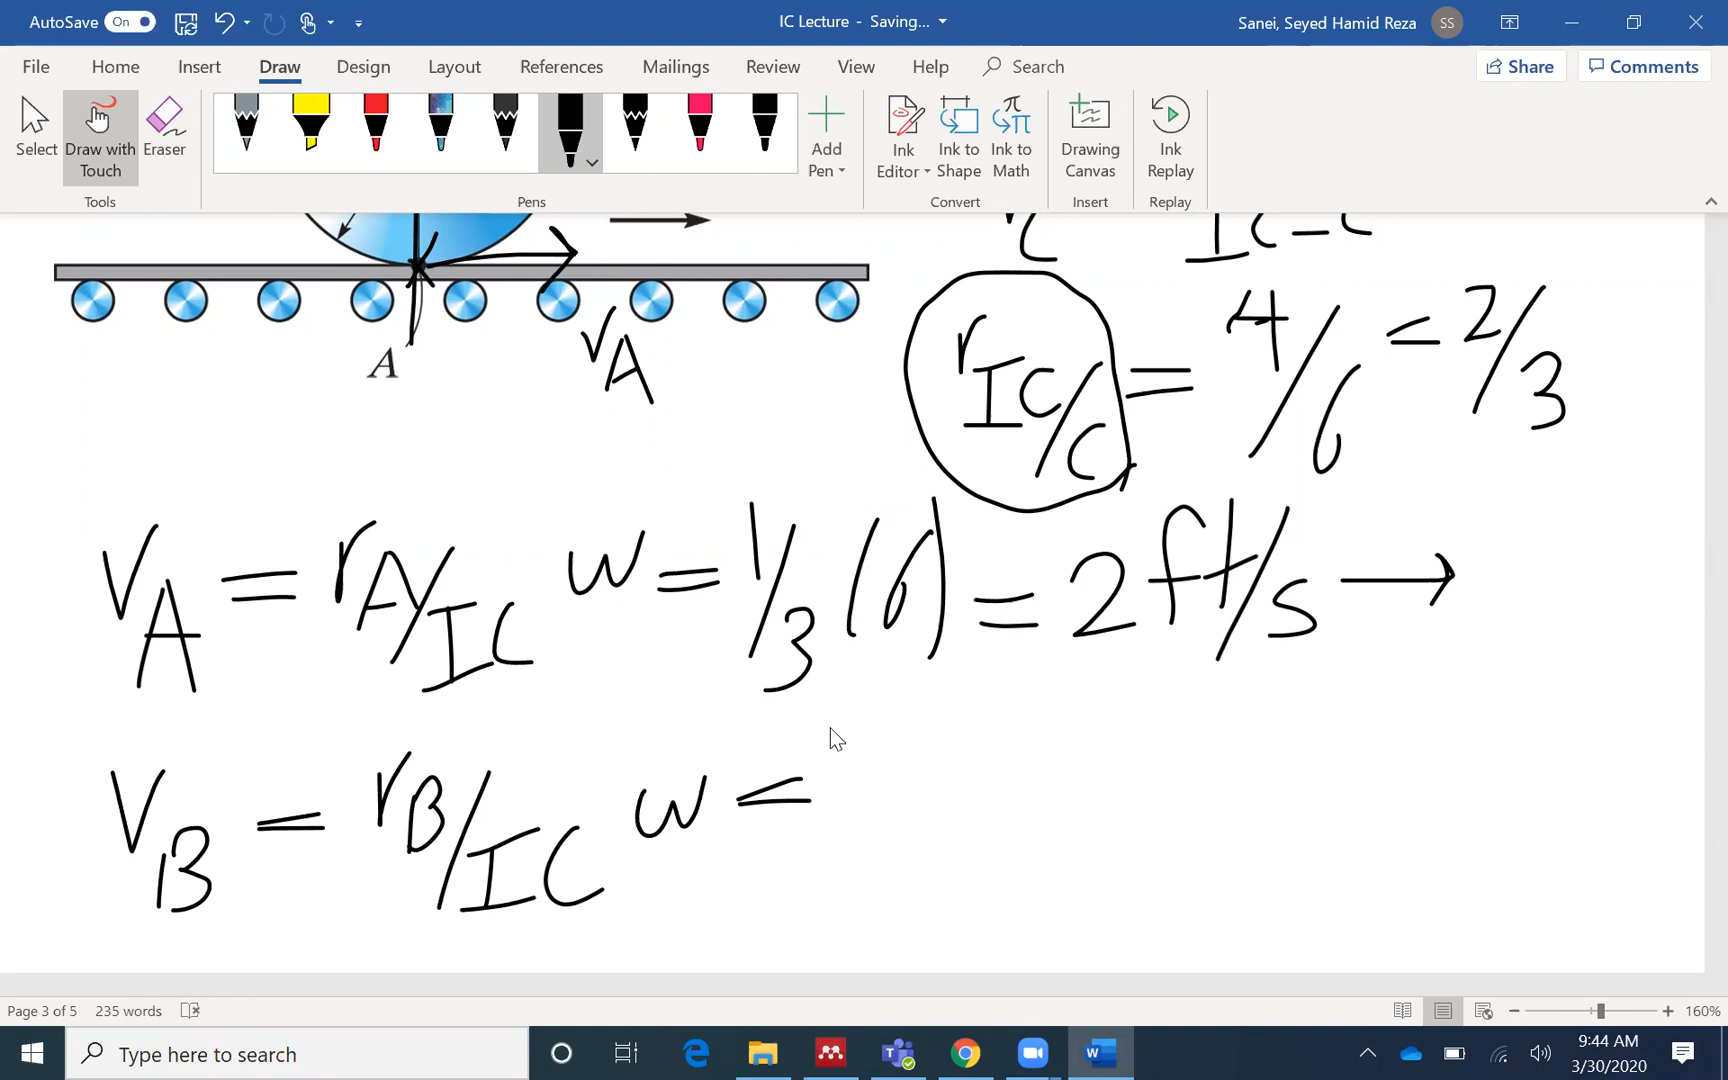 AutoSave On IC Lecture - Saving... Sanei, Seyed Hamid Reza SS
File Home Insert Draw Design Layout References Mailings Review View Help Search Share Comments
Select Draw with Touch Eraser Add Pen Ink Editor Ink to Shape Ink to Math Drawing Canvas Ink Replay
Tools Pens Convert Insert Replay
r IC/C = 4/6 = 2/3
A VA
VA = rA/IC w = 1/3 (6) = 2 ft/s →
VB = rB/IC w =
Page 3 of 5 235 words 160%
Type here to search 9:44 AM
3/30/2020